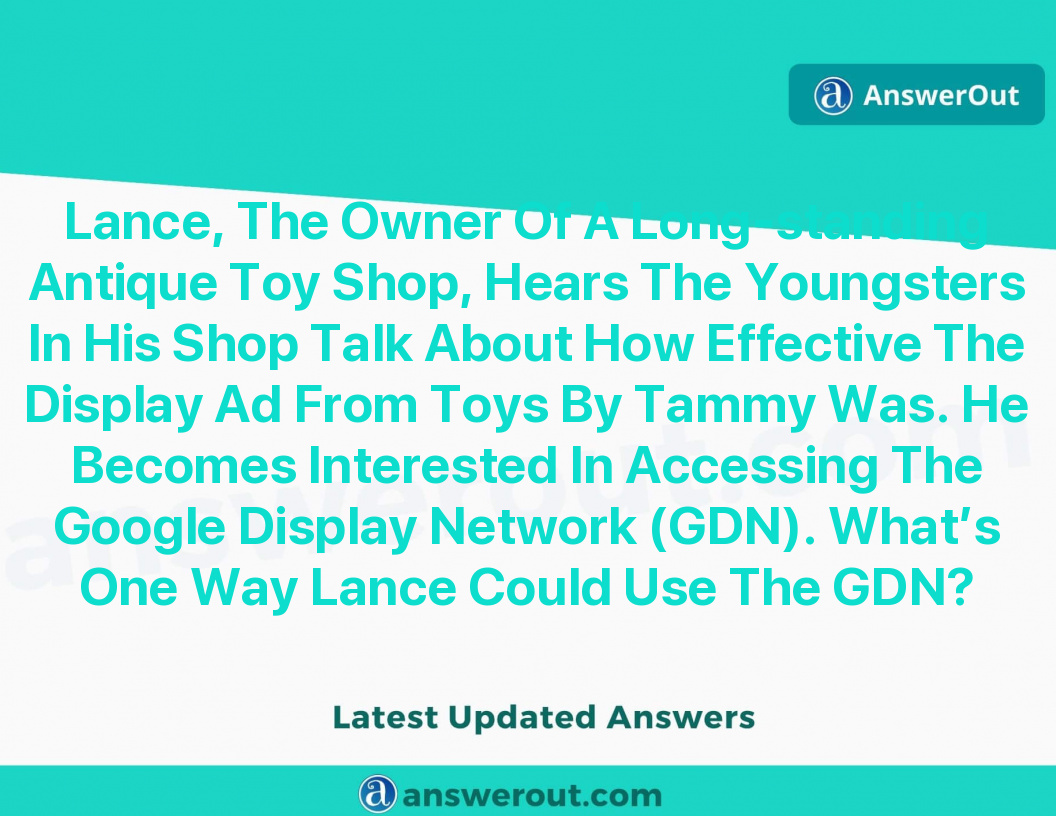 AnswerOut
Lance, The Owner Of A Long-standing
Antique Toy Shop, Hears The Youngsters
In His Shop Talk About How Effective The
Display Ad From Toys By Tammy Was. He
Becomes Interested In Accessing The
Google Display Network (GDN). What's
One Way Lance Could Use The GDN?
answerout.com
Latest Updated Answers
answerout.com